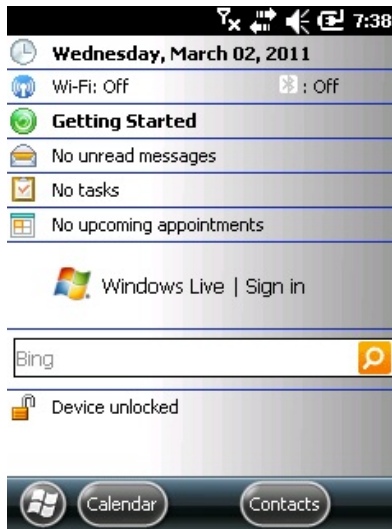 7:38
Wednesday, March 02, 2011
Wi-Fi: Off : Off
Getting Started
No unread messages
No tasks
No upcoming appointments
Windows Live | Sign in
Bing
Device unlocked
Calendar Contacts